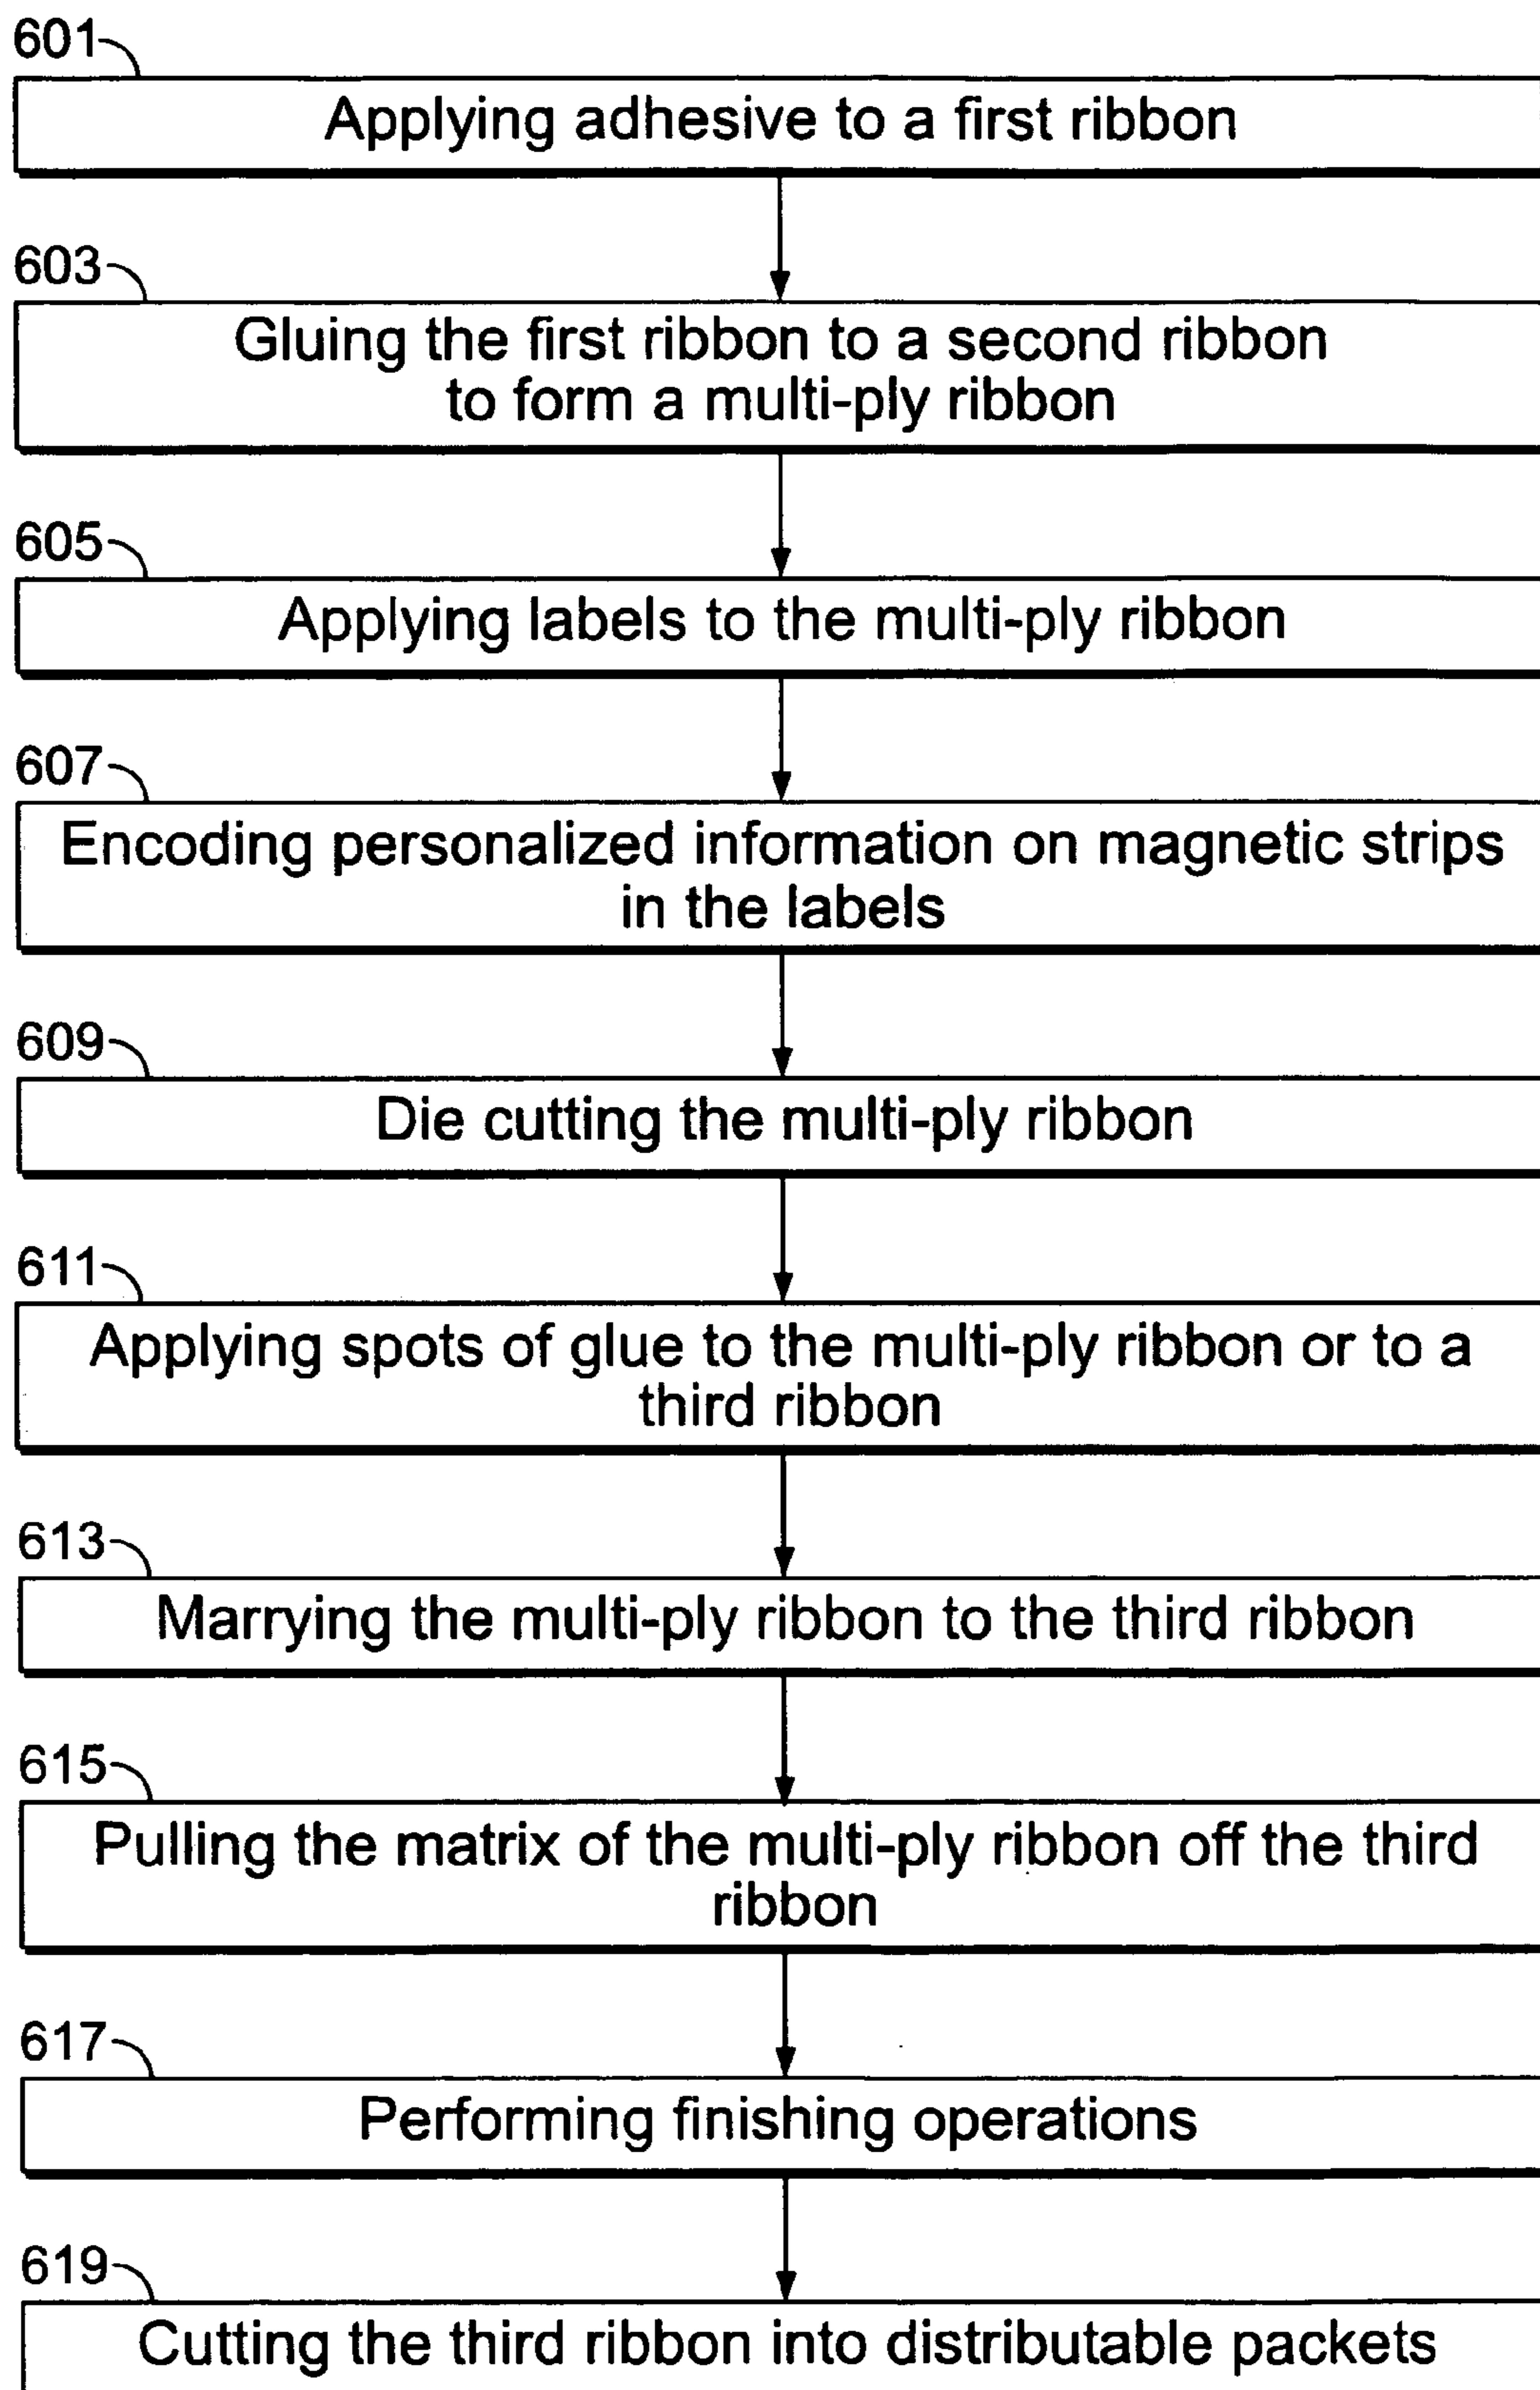 601
Applying adhesive to a first ribbon
603
Gluing the first ribbon to a second ribbon
to form a multi-ply ribbon
605
Applying labels to the multi-ply ribbon
607
Encoding personalized information on magnetic strips
in the labels
609
Die cutting the multi-ply ribbon
611
Applying spots of glue to the multi-ply ribbon or to a
third ribbon
613
Marrying the multi-ply ribbon to the third ribbon
615
Pulling the matrix of the multi-ply ribbon off the third
ribbon
617
Performing finishing operations
619
Cutting the third ribbon into distributable packets